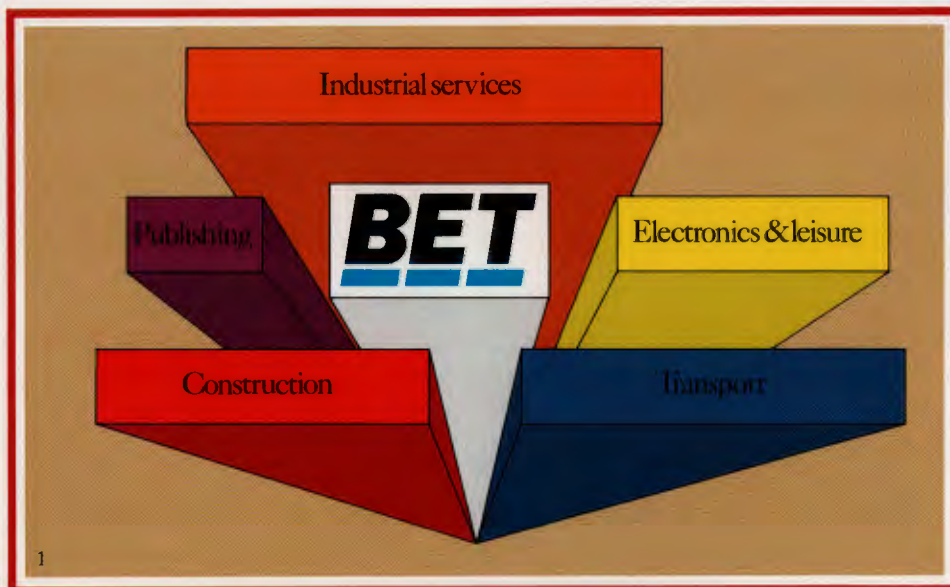 Industrial services
BET
Publishing
Electronics & leisure
Construction
Transport
1